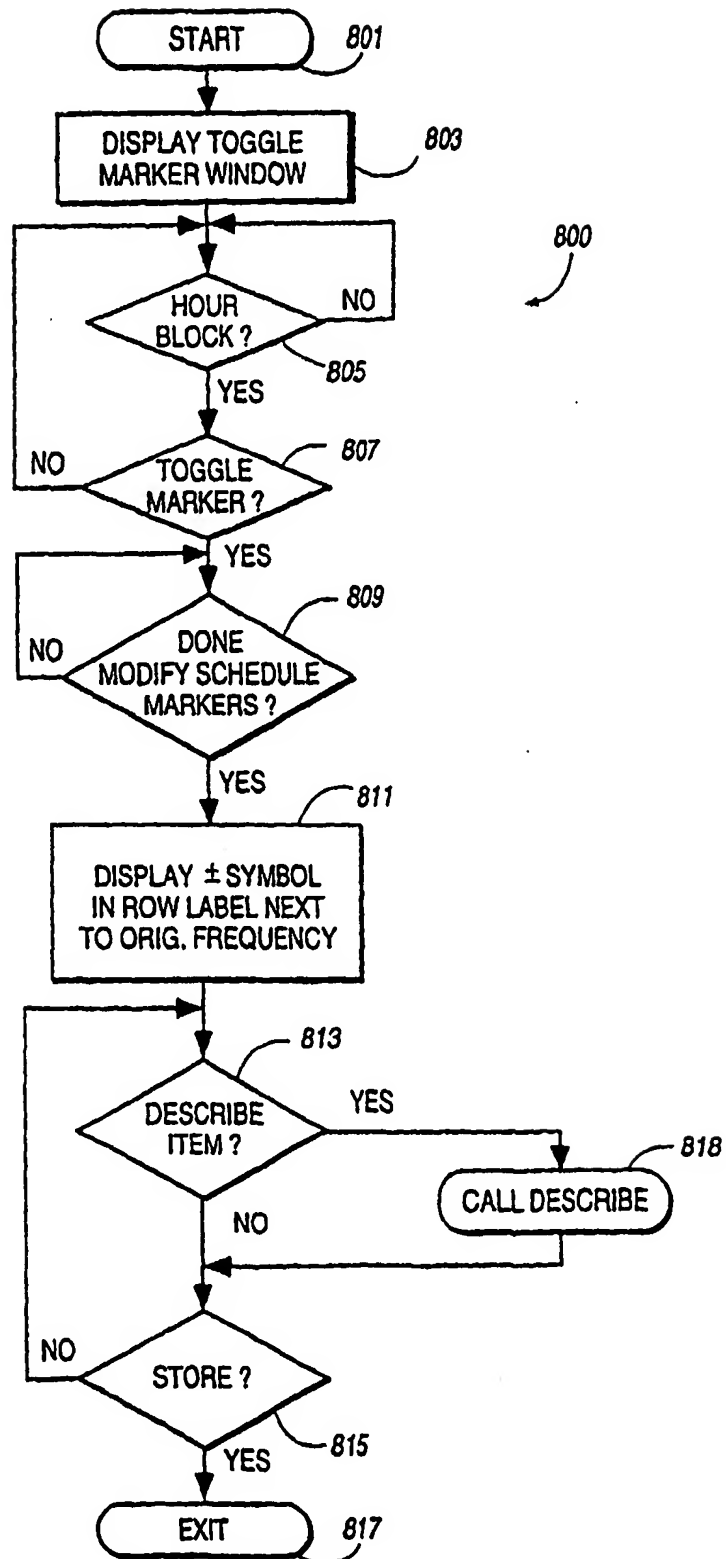 START
801
DISPLAY TOGGLE
MARKER WINDOW
803
800
HOUR
BLOCK ?
NO
805
YES
NO
TOGGLE
MARKER ?
807
YES
NO
DONE
MODIFY SCHEDULE
MARKERS ?
809
YES
811
DISPLAY ± SYMBOL
IN ROW LABEL NEXT
TO ORIG. FREQUENCY
813
DESCRIBE
ITEM ?
YES
818
CALL DESCRIBE
NO
NO
STORE ?
815
YES
EXIT
817